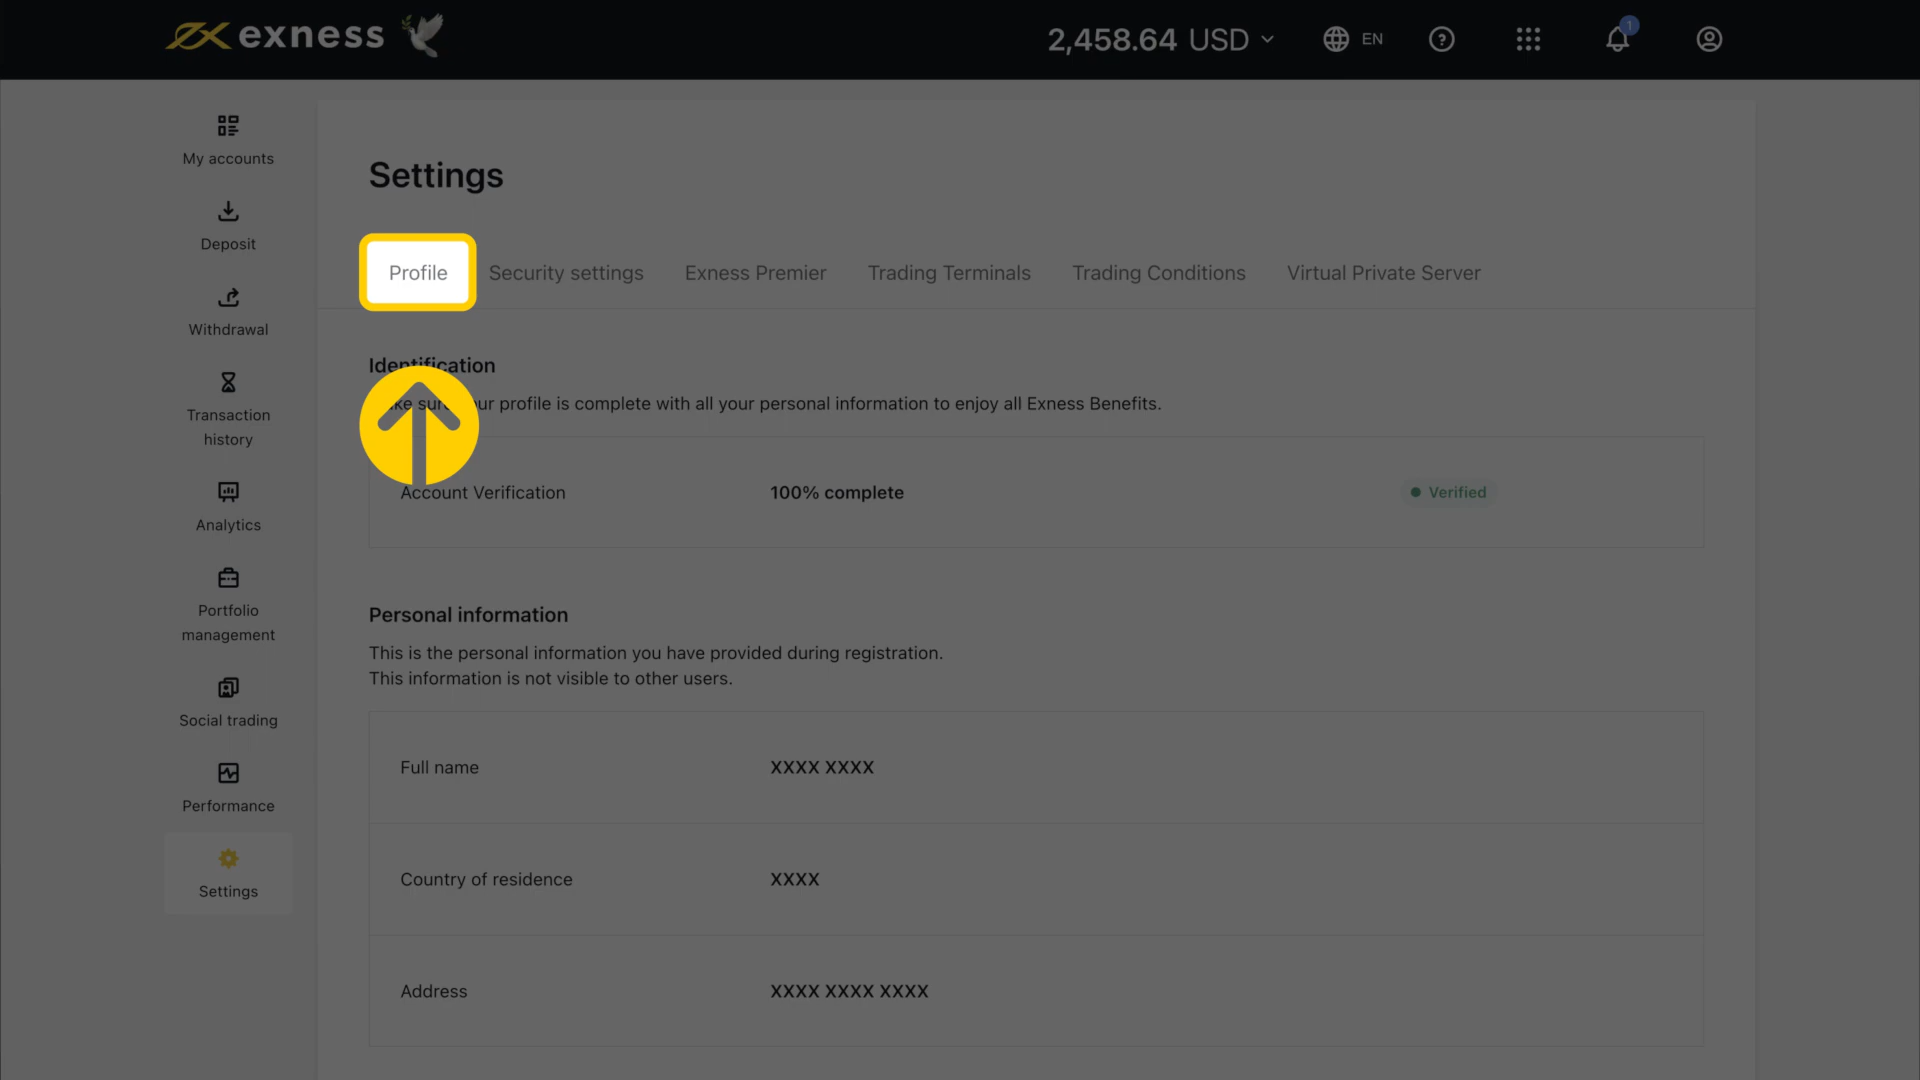 exness
2,458.64 USD
EN
1
My accounts
Deposit
Withdrawal
Transaction
history
Analytics
Portfolio
management
Social trading
Performance
Settings
Settings
Profile
Security settings
Exness Premier
Trading Terminals
Trading Conditions
Virtual Private Server
Identification
ur profile is complete with all your personal information to enjoy all Exness Benefits.
Account Verification
100% complete
Verified
Personal information
This is the personal information you have provided during registration.
This information is not visible to other users.
Full name
XXXX XXXX
Country of residence
XXXX
Address
XXXX XXXX XXXX